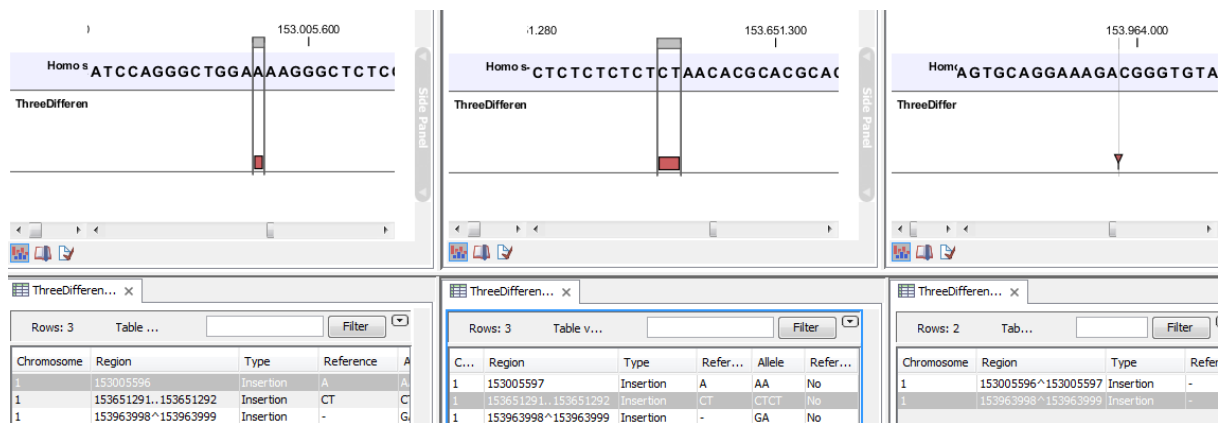 153.005.600
Homo s
ATCCAGGGCTGGAAAAGGGCTCTCC
ThreeDifferen
Side Panel
ThreeDifferen...
Rows: 3 Table ... Filter
Chromosome Region Type Reference A
1 153005596 Insertion A
1 153651291..153651292 Insertion CT
1 153963998^153963999 Insertion -
1.280 153.651.300
Homo s
CTCTCTCTCTCTAACACGCACGCAC
ThreeDifferen
Side Panel
ThreeDifferen...
Rows: 3 Table v... Filter
C... Region Type Refer... Allele Refer...
1 153005597 Insertion A AA No
1 153651291..153651292 Insertion CT CTCT No
1 153963998^153963999 Insertion - GA No
153.964.000
Hom
AGTGCAGGAAAGACGGGTGTA
ThreeDiffer
ThreeDifferen...
Rows: 2 Tab... Filter
Chromosome Region Type Refer
1 153005596^153005597 Insertion -
1 153963998^153963999 Insertion -